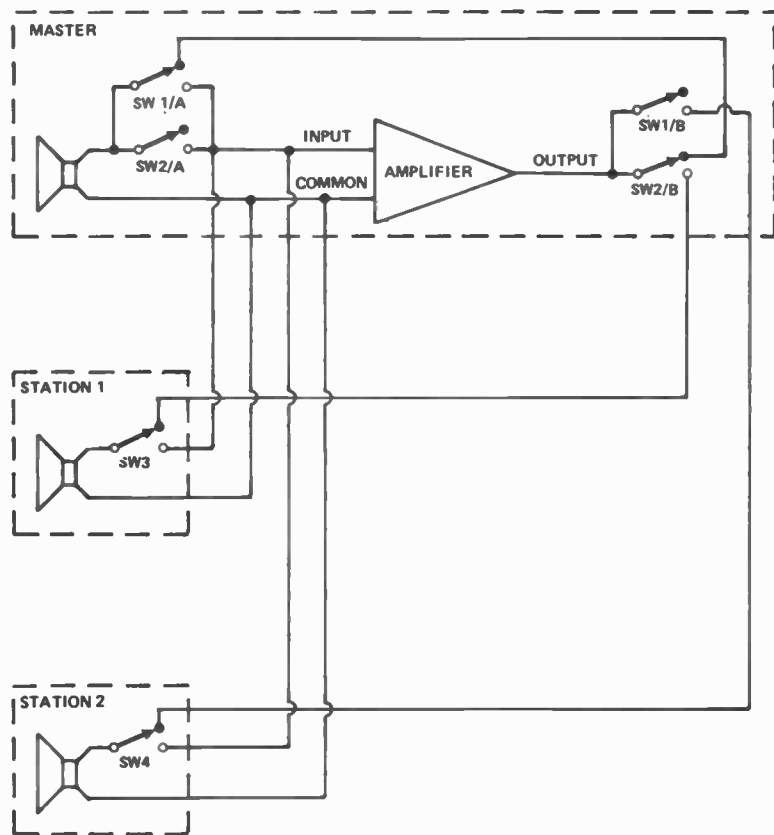 MASTER
SW 1/A
SW2/A
INPUT
COMMON
AMPLIFIER
OUTPUT
SW1/B
SW2/B
STATION 1
SW3
STATION 2
SW4